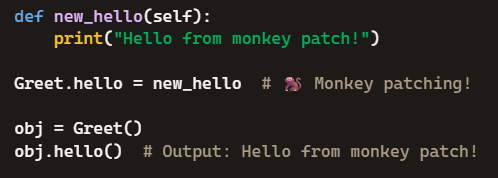 def new_hello(self):
    print("Hello from monkey patch!")
Greet.hello = new_hello  # 🐒 Monkey patching!
obj = Greet()
obj.hello()  # Output: Hello from monkey patch!